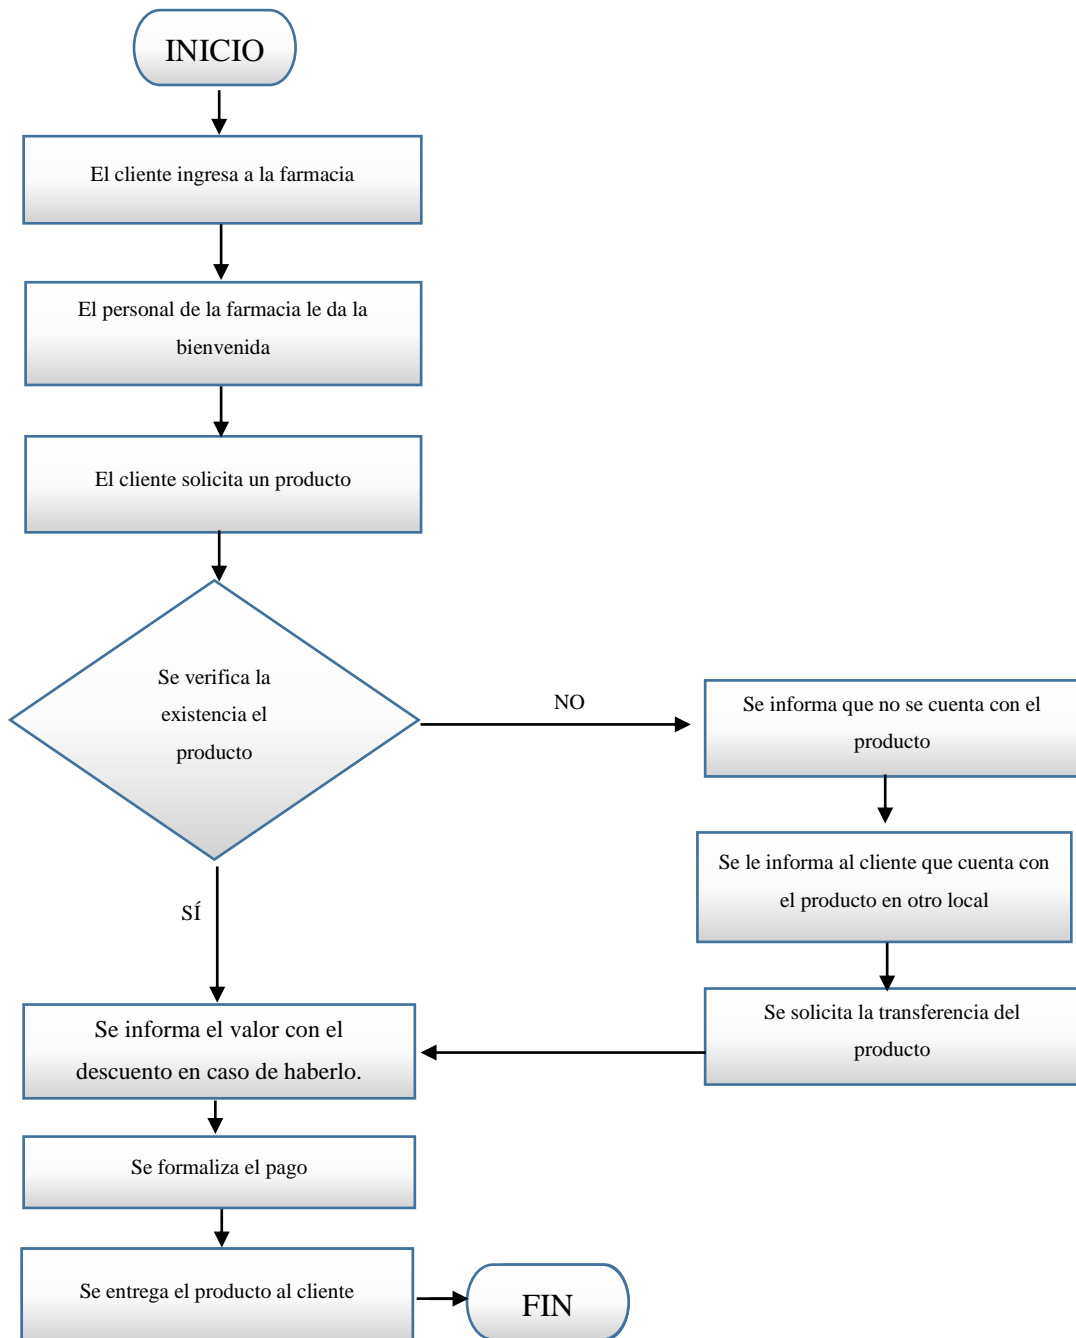 INICIO
El cliente ingresa a la farmacia
El personal de la farmacia le da la
bienvenida
El cliente solicita un producto
Se verifica la
existencia el
producto
NO
Se informa que no se cuenta con el
producto
Se le informa al cliente que cuenta con
el producto en otro local
SÍ
Se solicita la transferencia del
producto
Se informa el valor con el
descuento en caso de haberlo.
Se formaliza el pago
Se entrega el producto al cliente
FIN